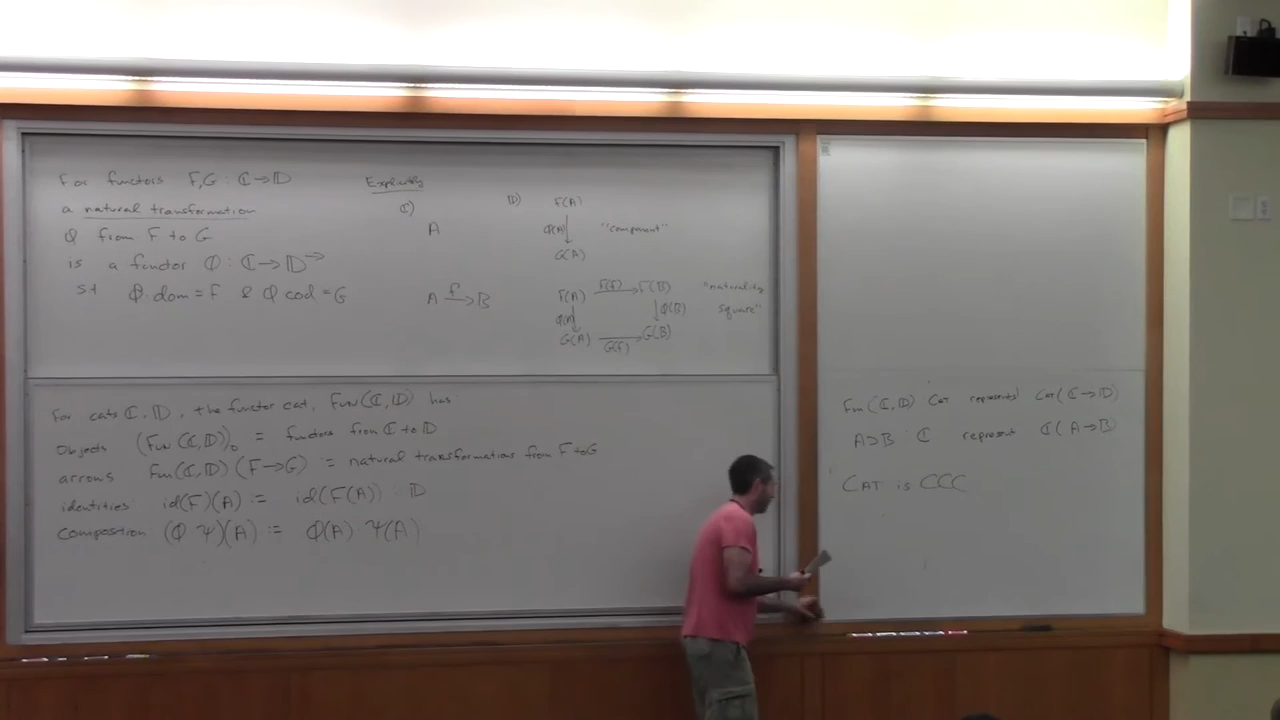 For functors F,G : ℂ→𝔻
a natural transformation
φ from F to G
is a functor φ : ℂ→𝔻^→
st φ·dom = F & φ·cod = G
Explicitly
ℂ)
A
A f→ B
𝔻)
F(A)
φ(A)↓ "component"
G(A)
F(A) F(f)→ F(B) "naturality
φ(A)↓ ↓φ(B) square"
G(A) G(f)→ G(B)
For cats ℂ, 𝔻, the functor cat, Fun(ℂ,𝔻) has:
objects (Fun(ℂ,𝔻))₀ = functors from ℂ to 𝔻
arrows Fun(ℂ,𝔻)(F→G) = natural transformations from F to G
identities: id(F)(A) := id(F(A)) : 𝔻
composition: (φ·ψ)(A) := φ(A)·ψ(A)
Fun(ℂ,𝔻) : CAT represents CAT(ℂ→𝔻)
A⊃B : ℂ represent ℂ(A→B)
CAT is CCC